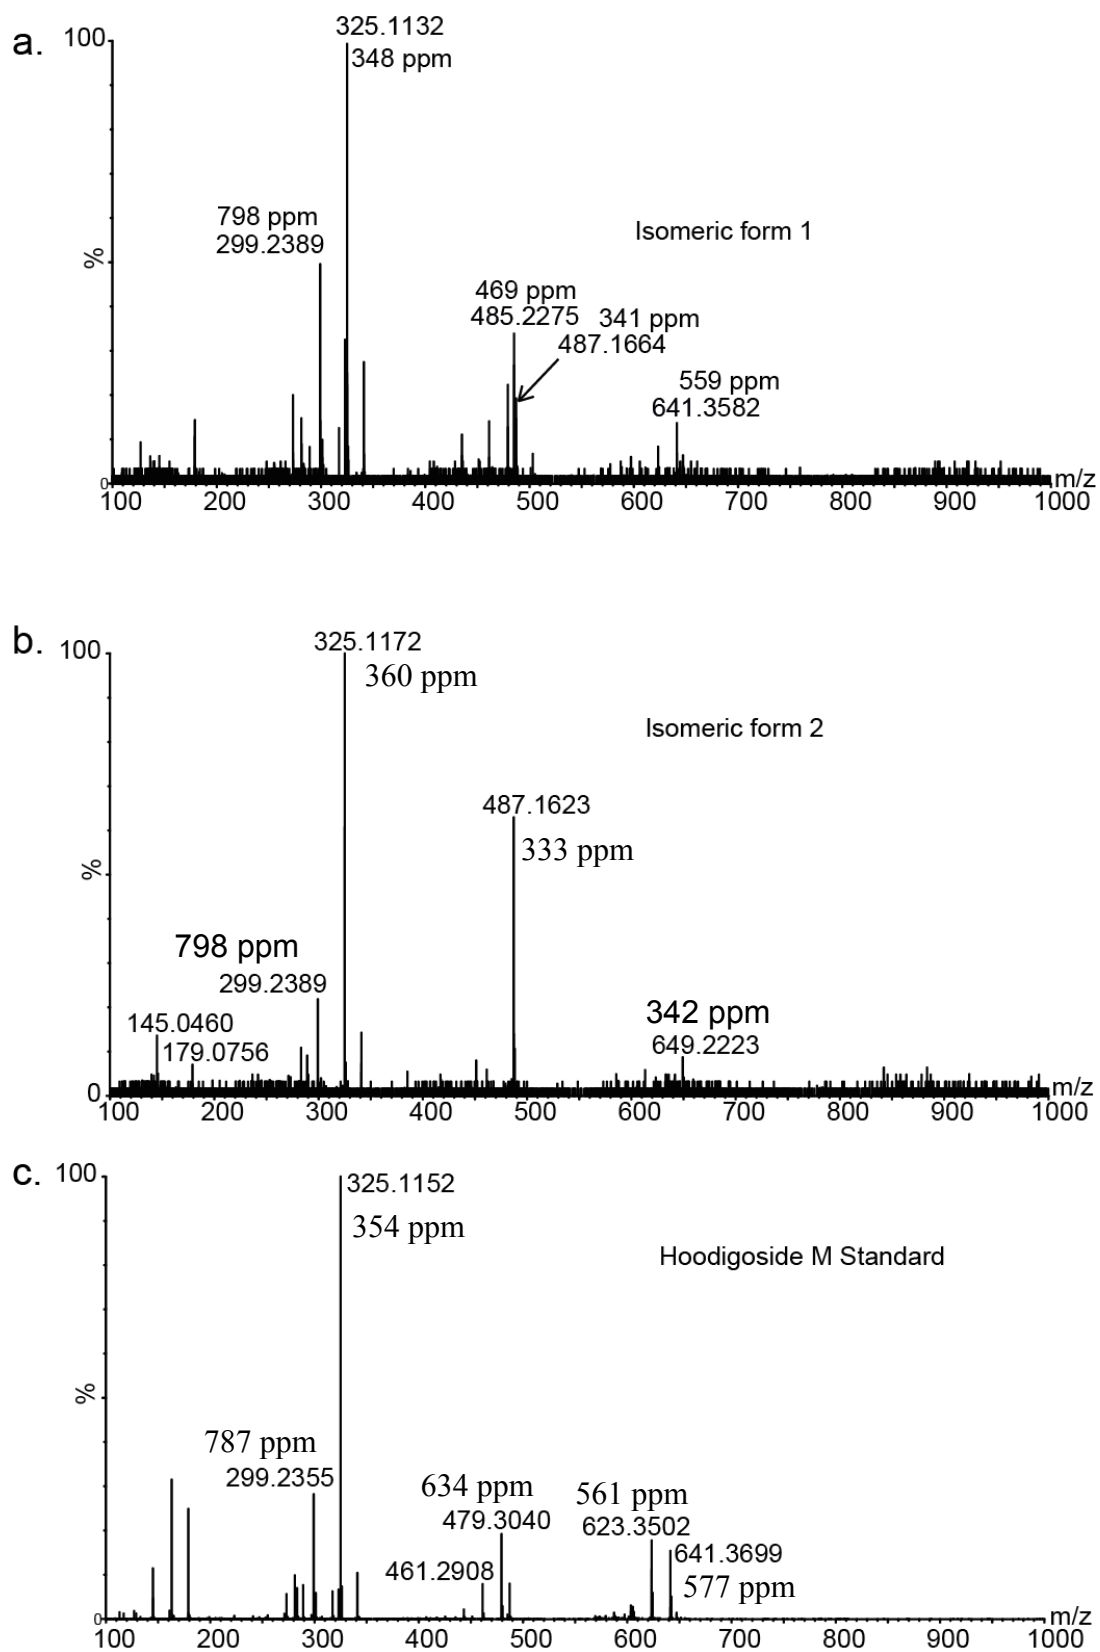 a.
100
325.1132
348 ppm
798 ppm
299.2389
Isomeric form 1
%
469 ppm
485.2275
341 ppm
487.1664
559 ppm
641.3582
0
m/z
100 200 300 400 500 600 700 800 900 1000
b.
100
325.1172
360 ppm
Isomeric form 2
487.1623
333 ppm
%
798 ppm
299.2389
342 ppm
649.2223
145.0460
179.0756
0
m/z
100 200 300 400 500 600 700 800 900 1000
c.
100
325.1152
354 ppm
Hoodigoside M Standard
%
787 ppm
299.2355
634 ppm
479.3040
561 ppm
623.3502
461.2908
641.3699
577 ppm
0
m/z
100 200 300 400 500 600 700 800 900 1000